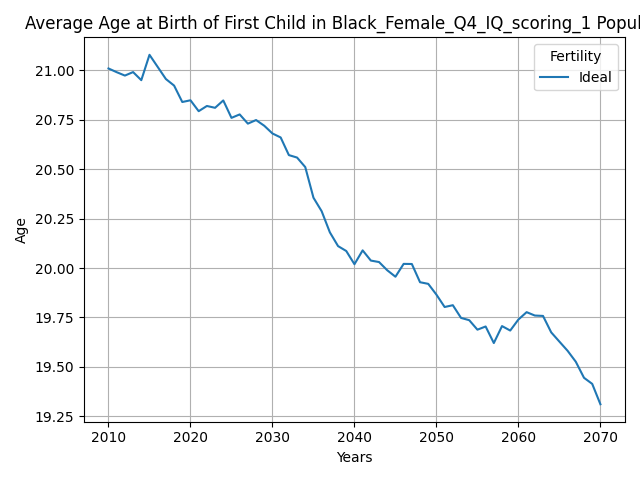 Average Age at Birth of First Child in Black_Female_Q4_IQ_scoring_1 Popul
Fertility
Ideal
21.00
20.75
20.50
20.25
20.00
19.75
19.50
19.25
Age
2010 2020 2030 2040 2050 2060 2070
Years